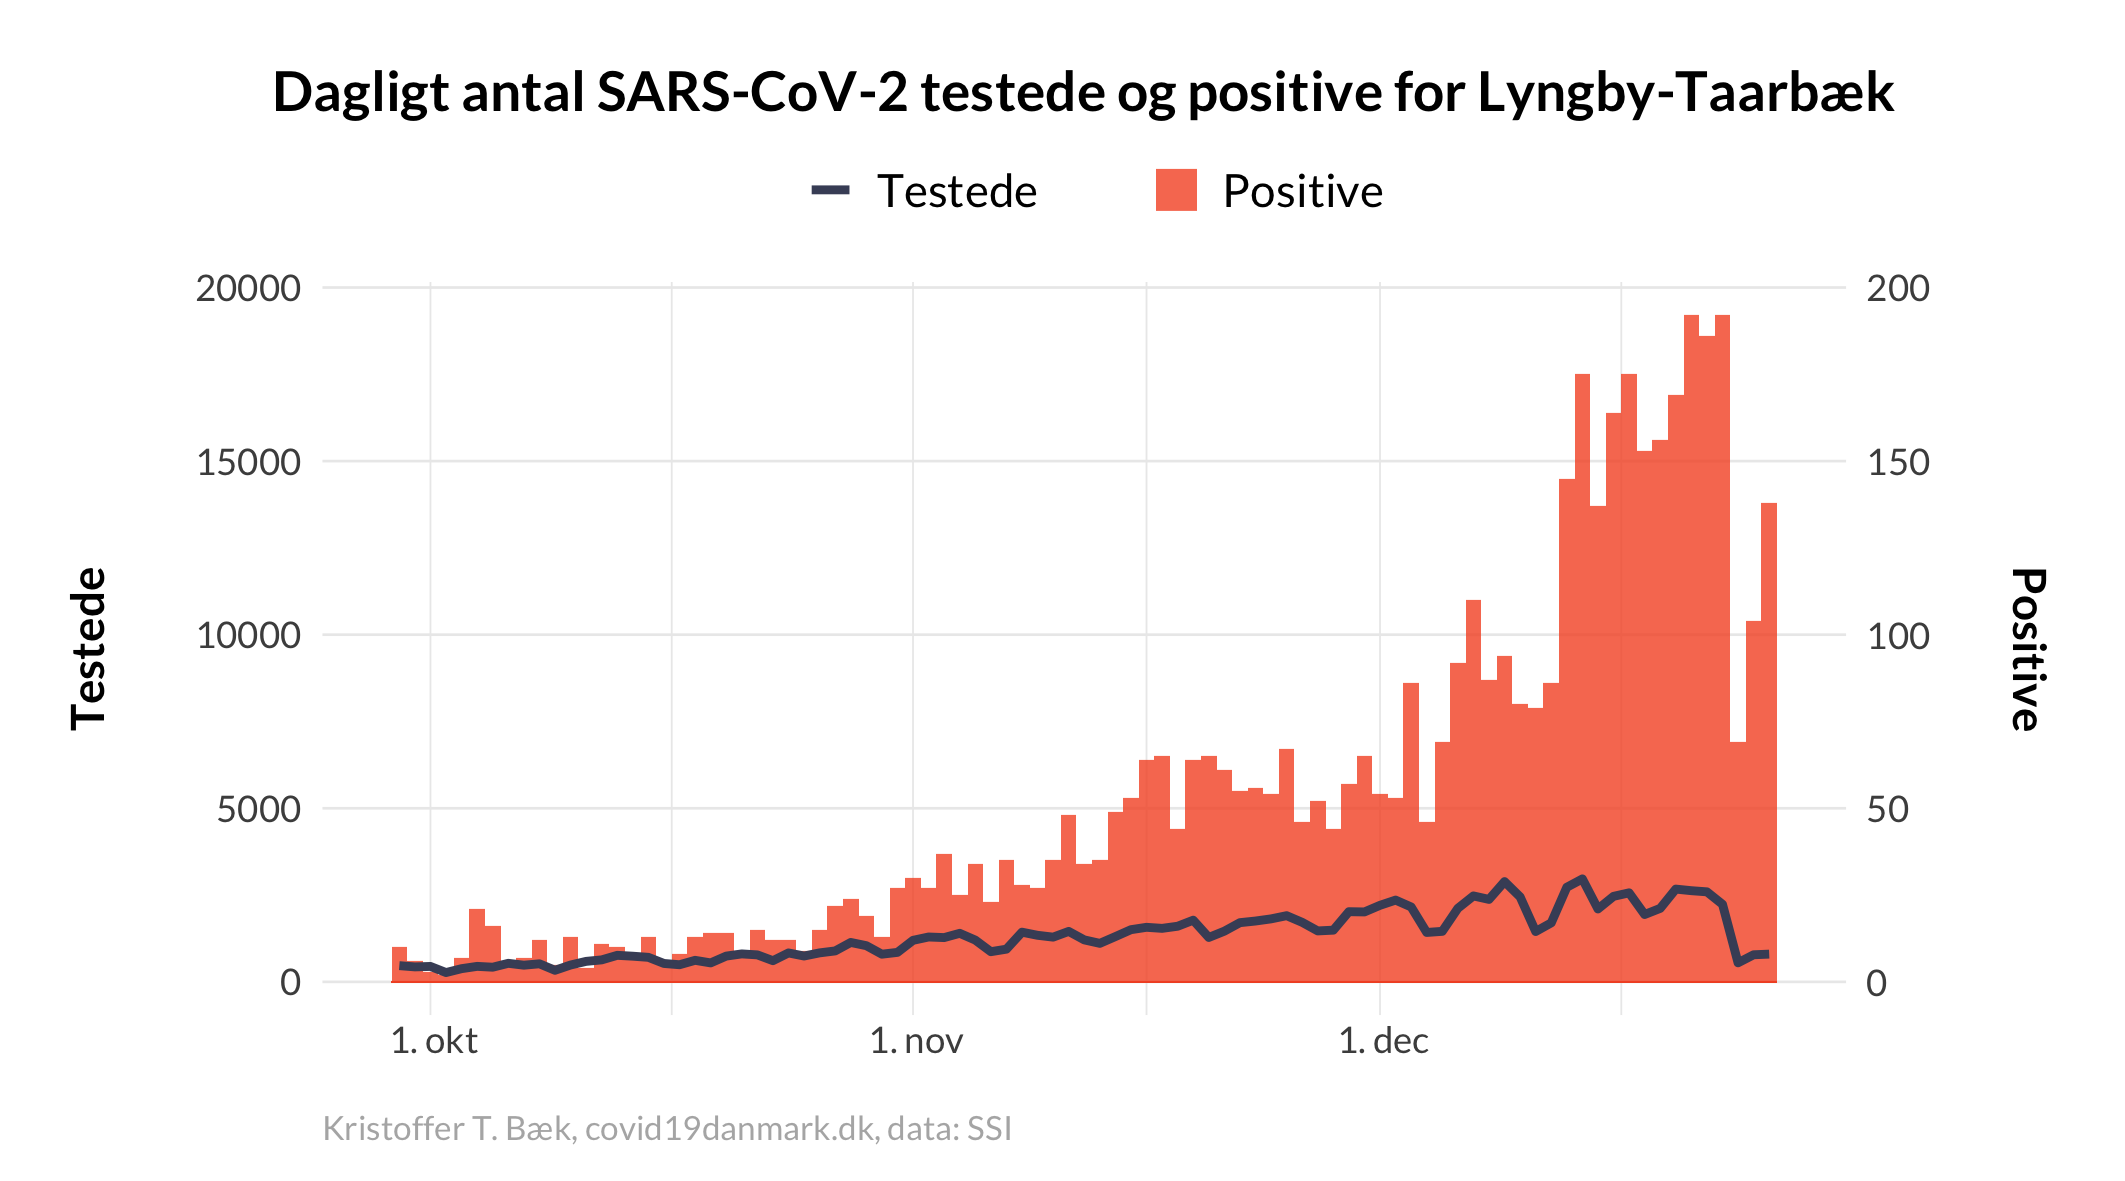 Dagligt antal SARS-CoV-2 testede og positive for Lyngby-Taarbæk
Testede Positive
20000 200
15000 150
10000 100
5000 50
0 0
Testede
Positive
1. okt 1. nov 1. dec
Kristoffer T. Bæk, covid19danmark.dk, data: SSI